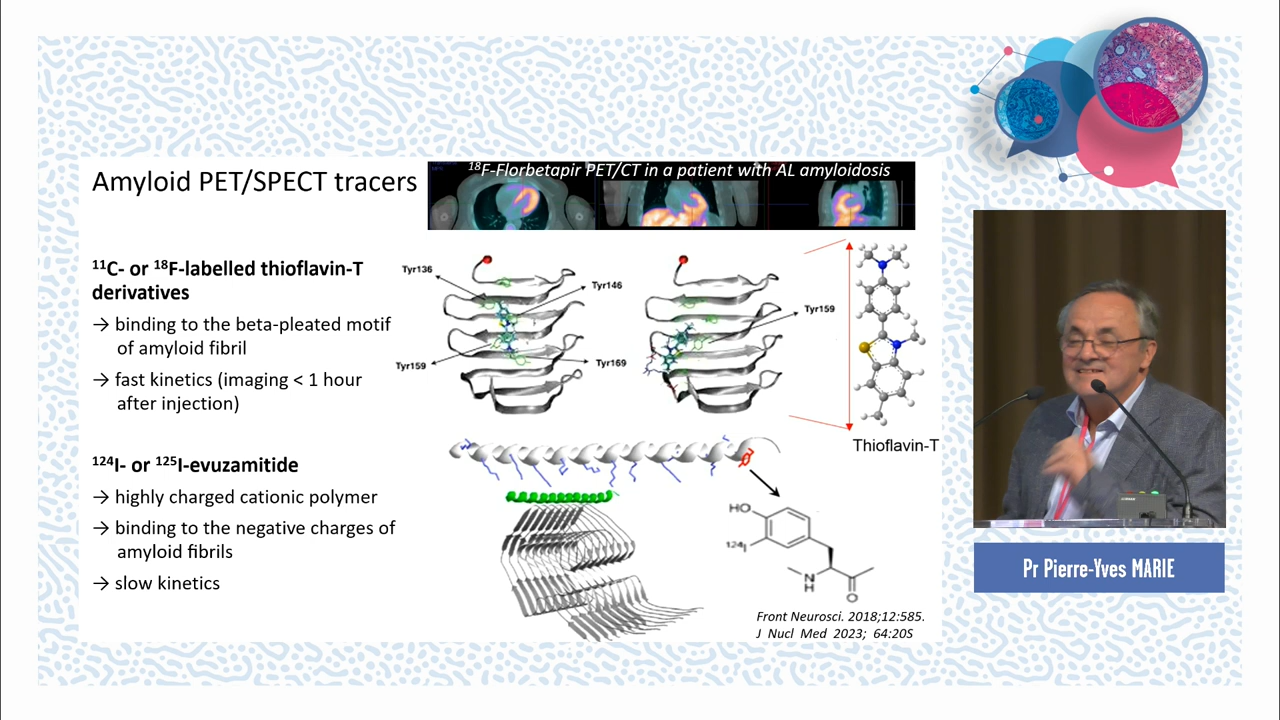 Amyloid PET/SPECT tracers
¹⁸F-Florbetapir PET/CT in a patient with AL amyloidosis
¹¹C- or ¹⁸F-labelled thioflavin-T
derivatives
→ binding to the beta-pleated motif
of amyloid fibril
→ fast kinetics (imaging < 1 hour
after injection)
¹²⁴I- or ¹²⁵I-evuzamitide
→ highly charged cationic polymer
→ binding to the negative charges of
amyloid fibrils
→ slow kinetics
Tyr136
Tyr146
Tyr159
Tyr169
Tyr159
Thioflavin-T
HO
¹²⁴I
N
H
O
Front Neurosci. 2018;12:585.
J Nucl Med 2023; 64:20S
Pr Pierre-Yves MARIE